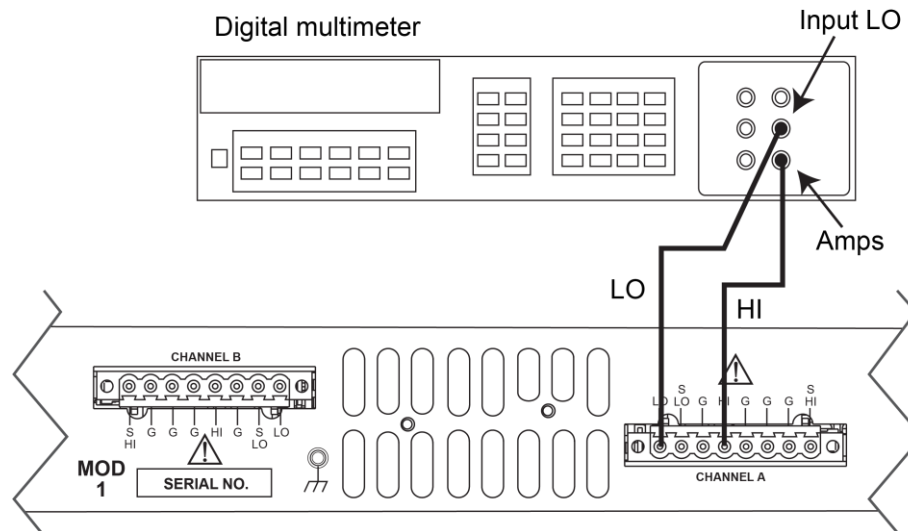 Digital multimeter
Input LO
Amps
LO
HI
CHANNEL B
S HI G G G HI G S LO LO
MOD 1
SERIAL NO.
LO S LO G HI G G G S HI
CHANNEL A